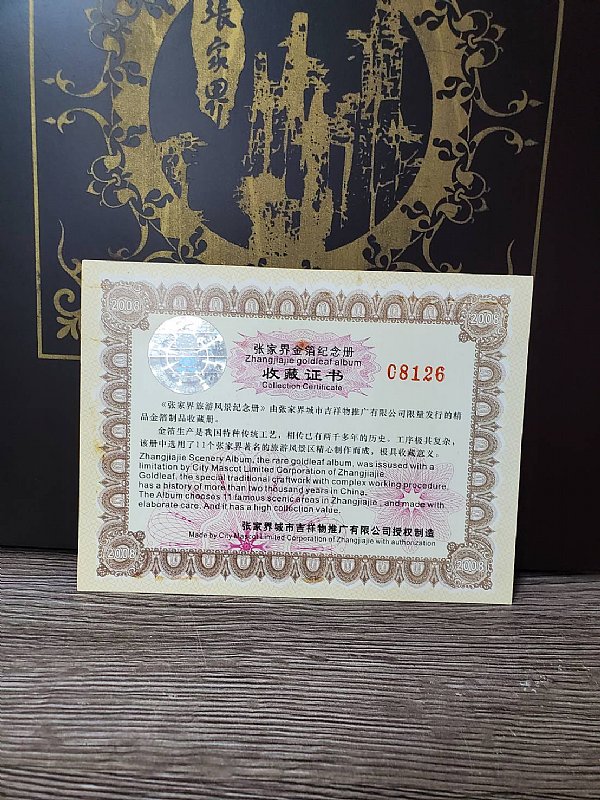 张家界
2008
2008
张家界金箔纪念册
Zhangjiajie goldleaf album
收藏证书
Collection Certificate
08126
《张家界旅游风景纪念册》由张家界城市吉祥物推广有限公司限量发行的精
品金箔制品收藏册。
金箔生产是我国特种传统工艺，相传已有两千多年的历史。工序极其复杂，
该册中选用了11个张家界著名的旅游风景区精心制作而成，极具收藏意义。
Zhangjiajie Scenery Album, the rare goldleaf album, was issued with a
limitation by City Mascot Limited Corporation of Zhangjiajie.
Goldleaf, the special traditional craftwork with complex working procedure,
has a history of more than two thousand years in China.
The Album chooses 11 famous scenic areas in Zhangjiajie, and made with
elaborate care. And it has a high collection value.
张家界城市吉祥物推广有限公司授权制造
Made by City Mascot Limited Corporation of Zhangjiajie with authorization
2008
2008